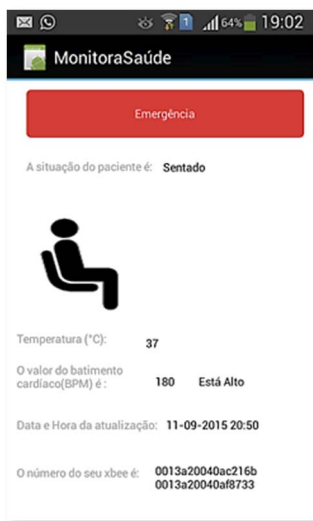 1 64% 19:02
MonitoraSaúde
Emergência
A situação do paciente é: Sentado
Temperatura (°C): 37
O valor do batimento
cardíaco(BPM) é : 180 Está Alto
Data e Hora da atualização: 11-09-2015 20:50
O número do seu xbee é: 0013a20040ac216b
0013a20040af8733